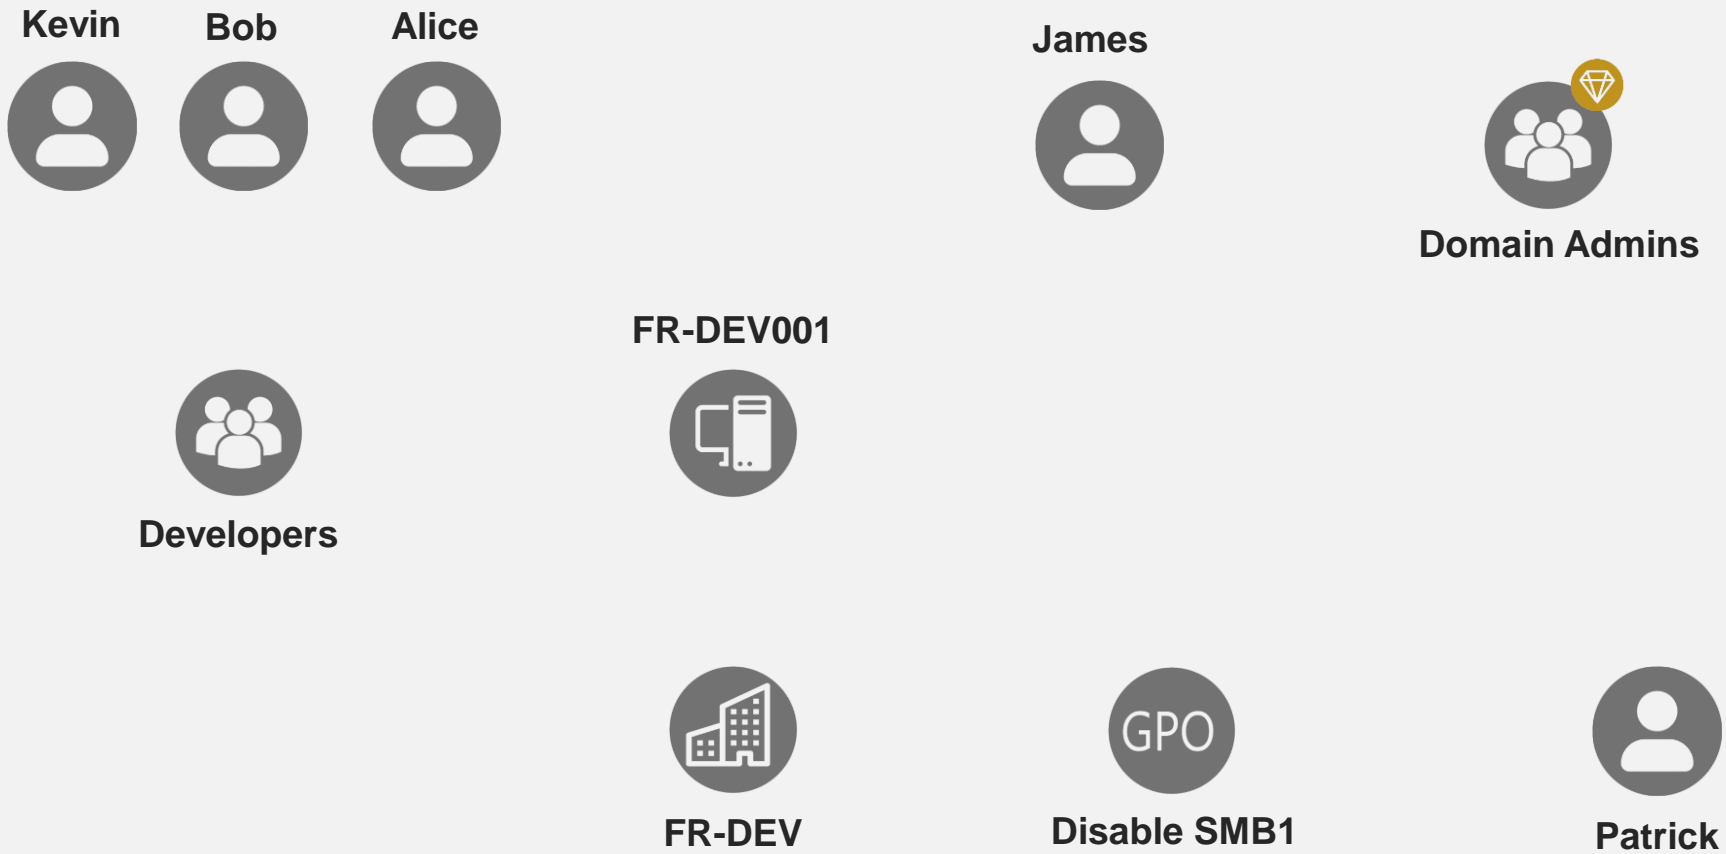 Kevin
Bob
Alice
James
Domain Admins
FR-DEV001
Developers
GPO
FR-DEV
Disable SMB1
Patrick